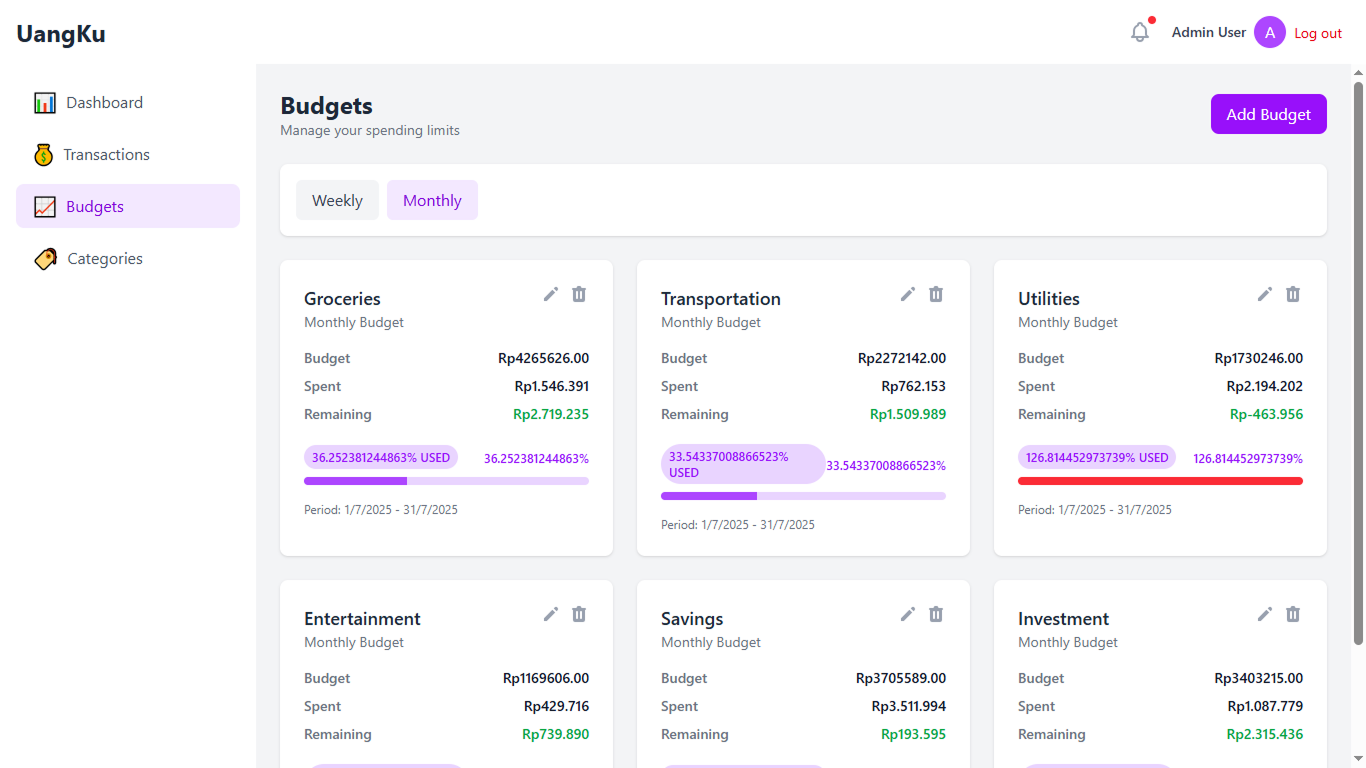 UangKu
Admin User A Log out
Dashboard
Transactions
Budgets
Categories
Budgets
Manage your spending limits
Add Budget
Weekly Monthly
Groceries
Monthly Budget
Budget Rp4265626.00
Spent Rp1.546.391
Remaining Rp2.719.235
36.252381244863% USED 36.252381244863%
Period: 1/7/2025 - 31/7/2025
Transportation
Monthly Budget
Budget Rp2272142.00
Spent Rp762.153
Remaining Rp1.509.989
33.54337008866523%
USED
33.54337008866523%
Period: 1/7/2025 - 31/7/2025
Utilities
Monthly Budget
Budget Rp1730246.00
Spent Rp2.194.202
Remaining Rp-463.956
126.814452973739% USED 126.814452973739%
Period: 1/7/2025 - 31/7/2025
Entertainment
Monthly Budget
Budget Rp1169606.00
Spent Rp429.716
Remaining Rp739.890
Savings
Monthly Budget
Budget Rp3705589.00
Spent Rp3.511.994
Remaining Rp193.595
Investment
Monthly Budget
Budget Rp3403215.00
Spent Rp1.087.779
Remaining Rp2.315.436